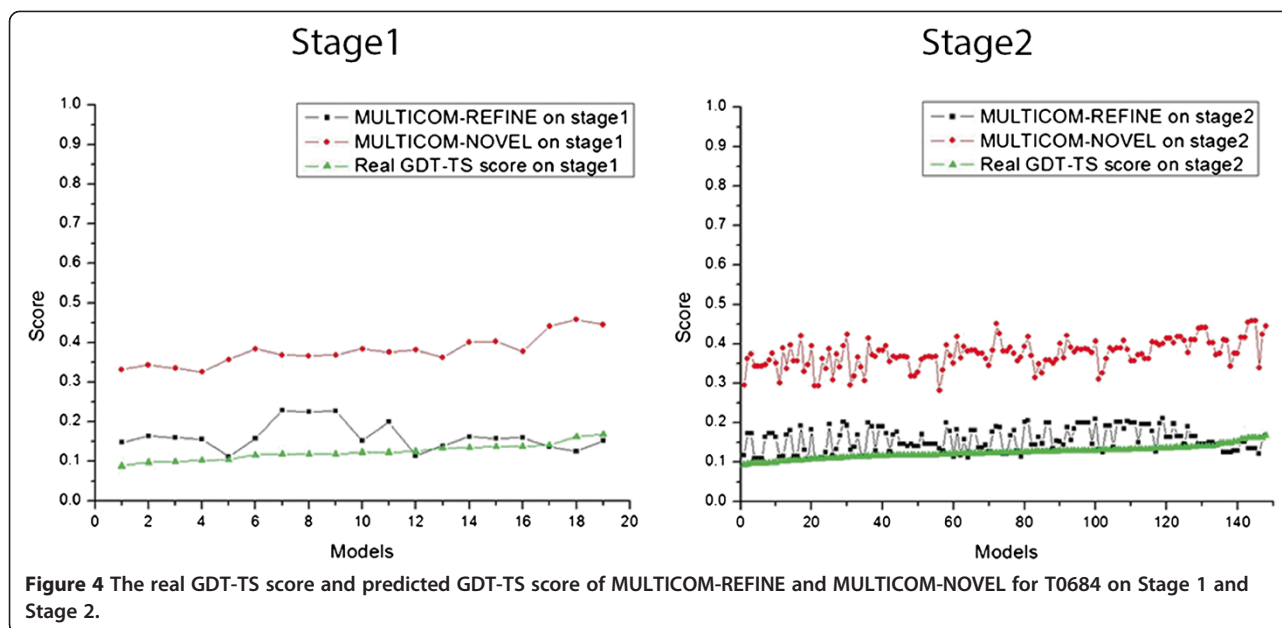 Stage1
Stage2
MULTICOM-REFINE on stage1
MULTICOM-NOVEL on stage1
Real GDT-TS score on stage1
1.0
0.9
0.8
0.7
0.6
0.5
0.4
0.3
0.2
0.1
0.0
Score
0 2 4 6 8 10 12 14 16 18 20
Models
MULTICOM-REFINE on stage2
MULTICOM-NOVEL on stage2
Real GDT-TS score on stage2
1.0
0.9
0.8
0.7
0.6
0.5
0.4
0.3
0.2
0.1
0.0
Score
0 20 40 60 80 100 120 140
Models
Figure 4 The real GDT-TS score and predicted GDT-TS score of MULTICOM-REFINE and MULTICOM-NOVEL for T0684 on Stage 1 and
Stage 2.